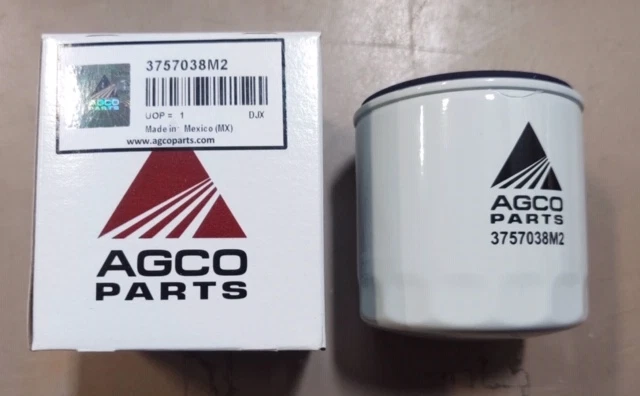 3757038M2
AGCO
PARTS
UOP = 1 DJX
Made in: Mexico (MX)
www.agcoparts.com
AGCO
PARTS
AGCO
PARTS
3757038M2